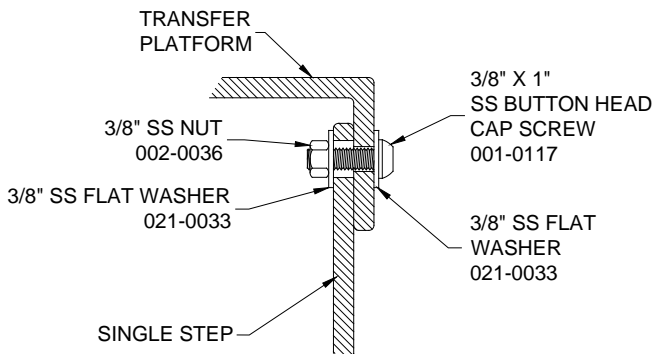 TRANSFER
PLATFORM
3/8" X 1"
SS BUTTON HEAD
CAP SCREW
001-0117
3/8" SS NUT
002-0036
3/8" SS FLAT WASHER
021-0033
3/8" SS FLAT
WASHER
021-0033
SINGLE STEP